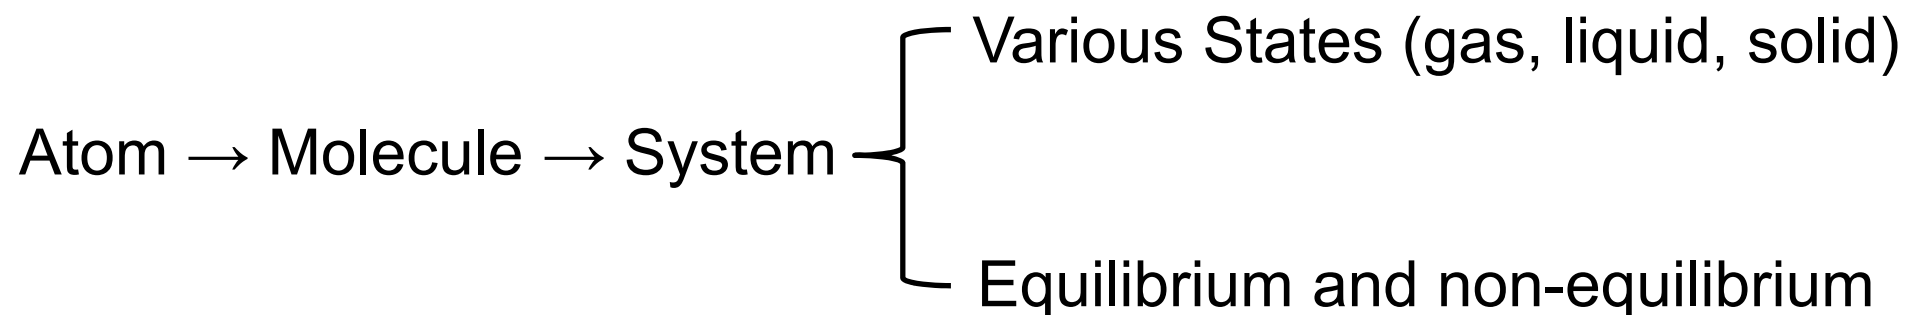 Various States (gas, liquid, solid)
Atom → Molecule → System
Equilibrium and non-equilibrium